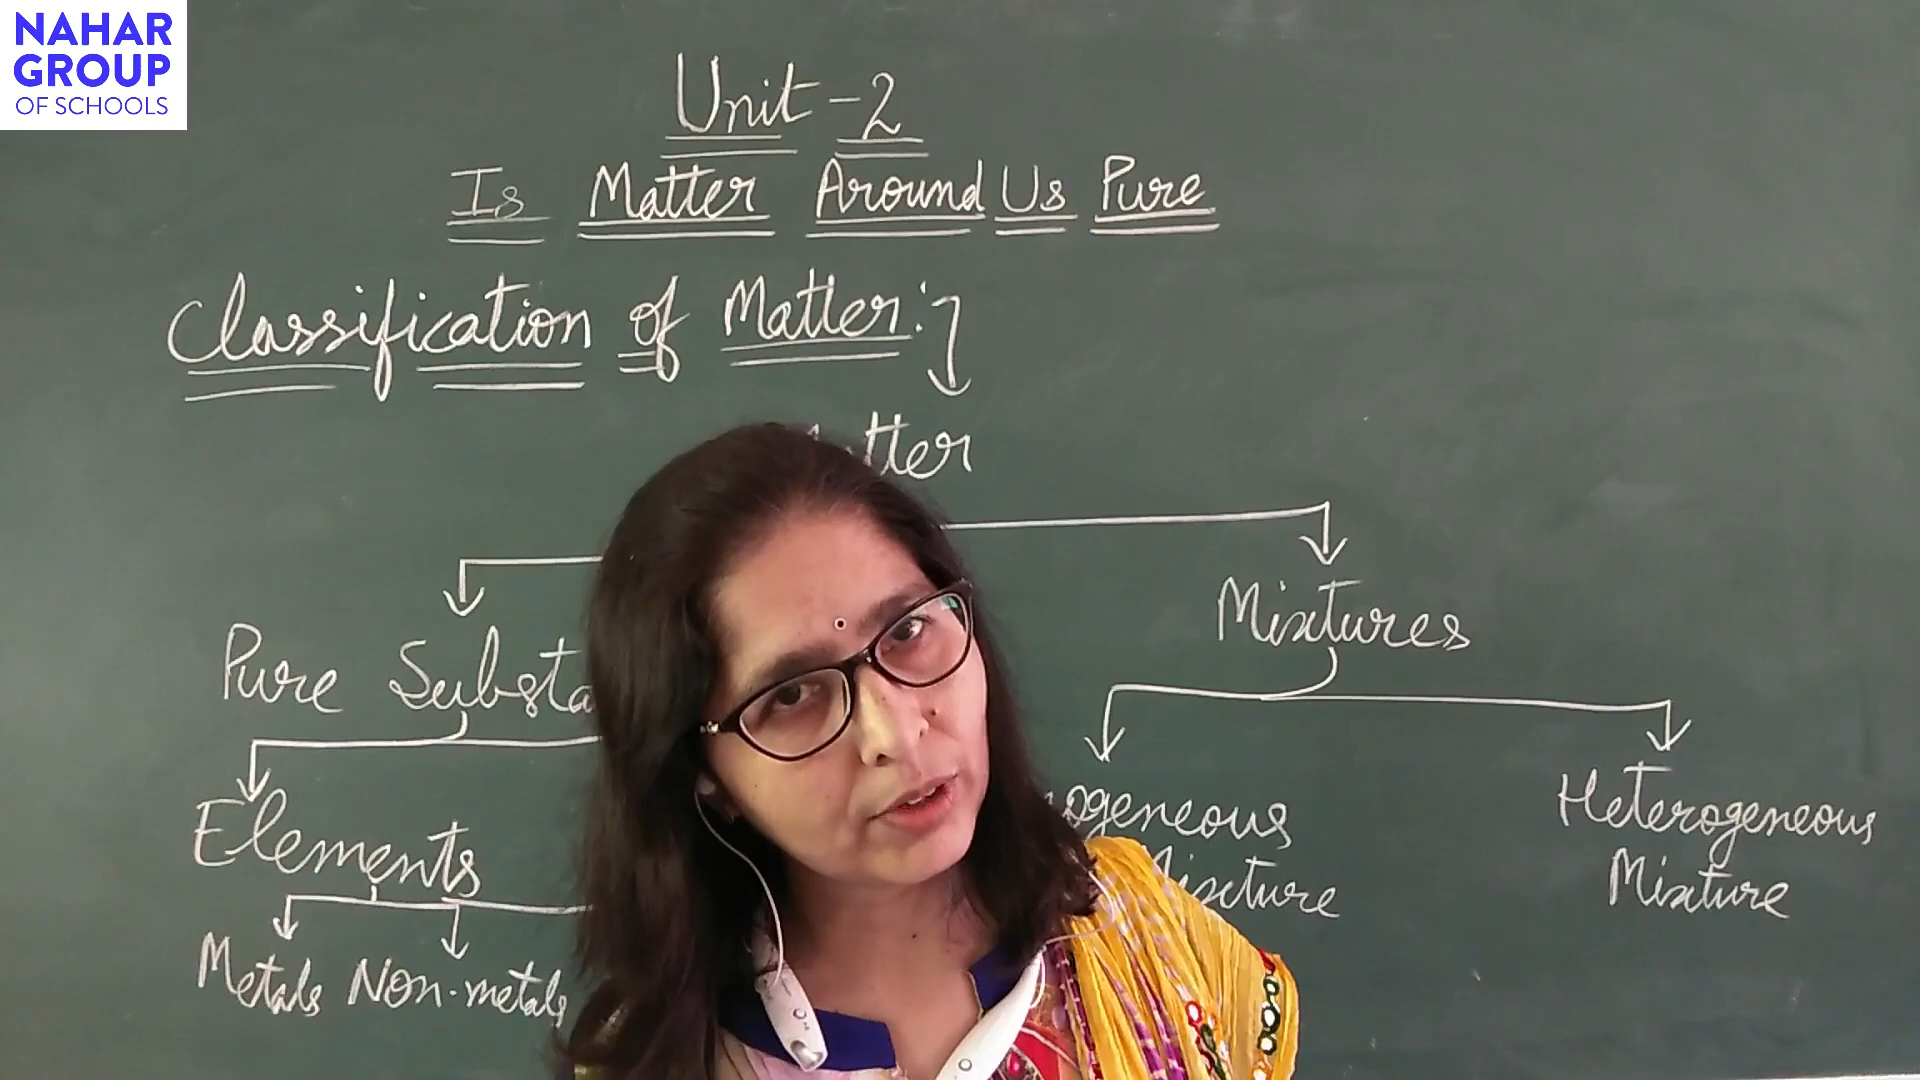 NAHAR
GROUP
OF SCHOOLS
Unit-2
Is Matter Around Us Pure
Classification of Matter:
Pure
Mixtures
Elements
Heterogeneous
Mixture
Metals Non-metals